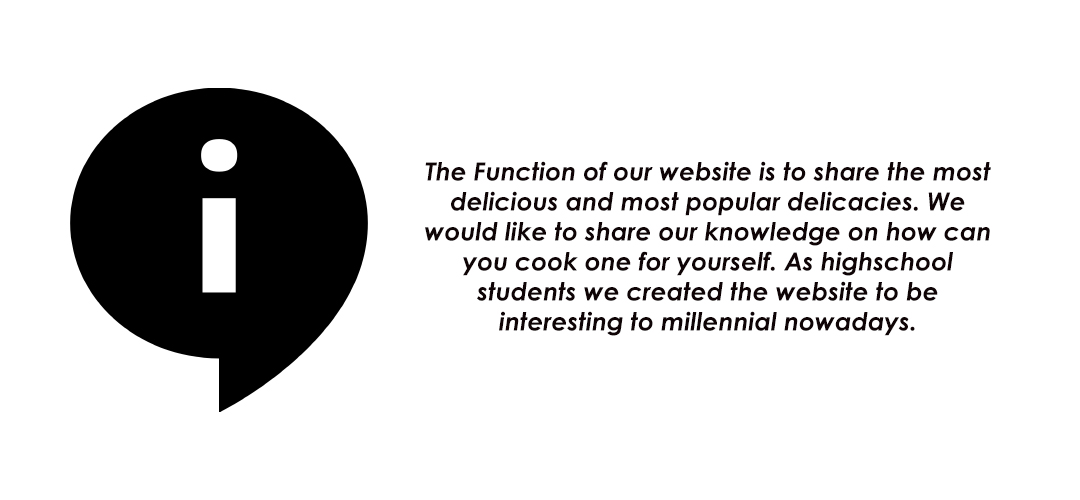 i
The Function of our website is to share the most
delicious and most popular delicacies. We
would like to share our knowledge on how can
you cook one for yourself. As highschool
students we created the website to be
interesting to millennial nowadays.